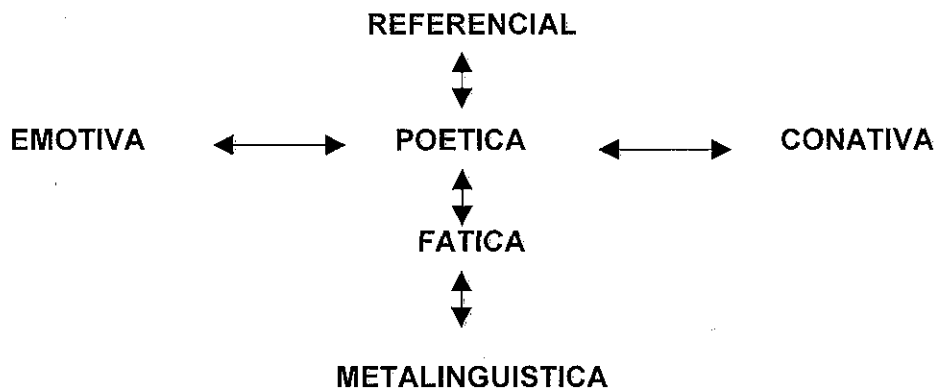 REFERENCIAL
EMOTIVA POETICA CONATIVA
FATICA
METALINGUISTICA